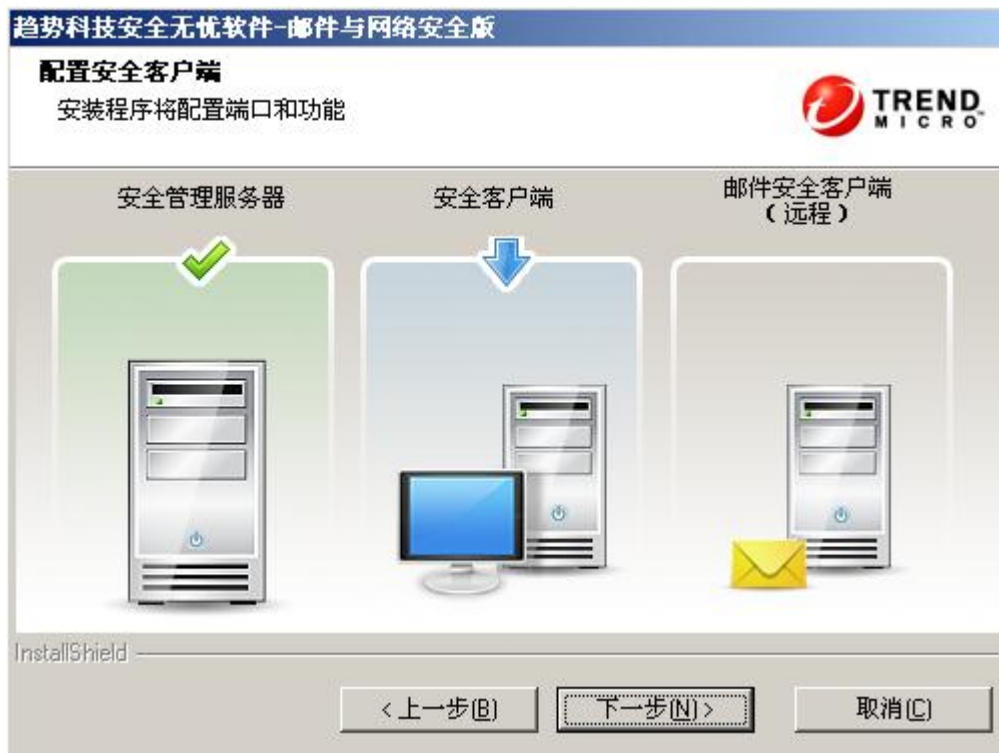 趋势科技安全无忧软件-邮件与网络安全版
配置安全客户端
安装程序将配置端口和功能
TREND
MICRO
安全管理服务器
安全客户端
邮件安全客户端
（远程）
InstallShield
<上一步(B)
下一步(N)>
取消(C)